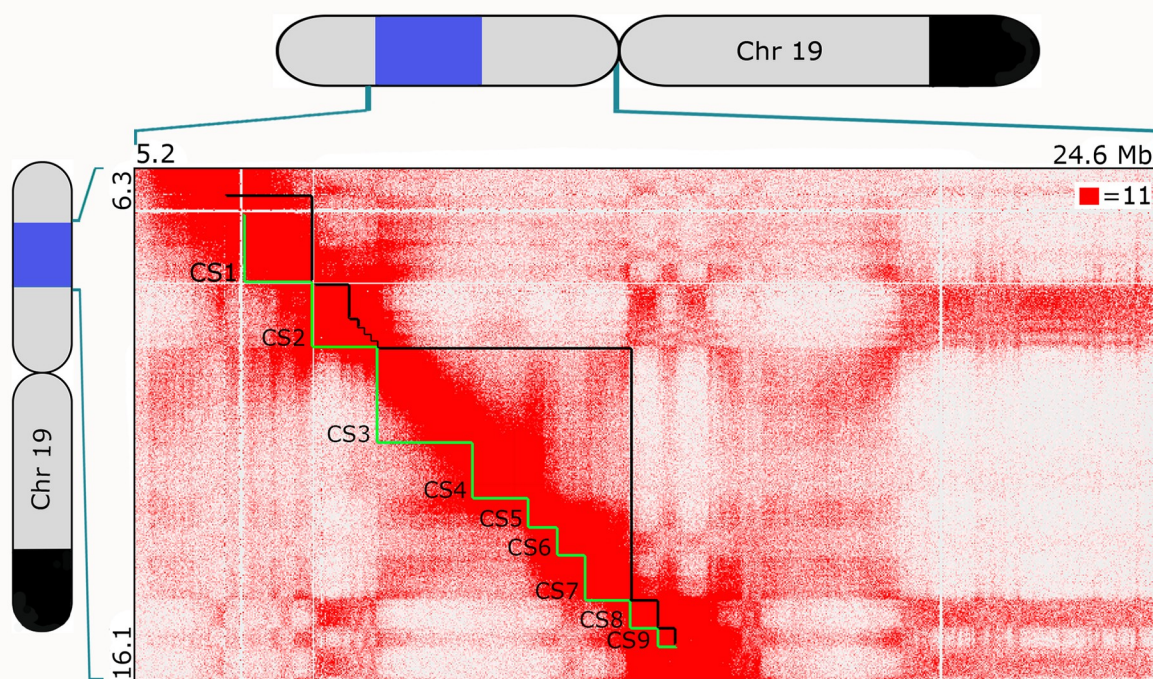 Chr 19
5.2
24.6 Mb
6.3
=11
CS1
CS2
CS3
CS4
Chr 19
CS5
CS6
CS7
CS8
CS9
16.1